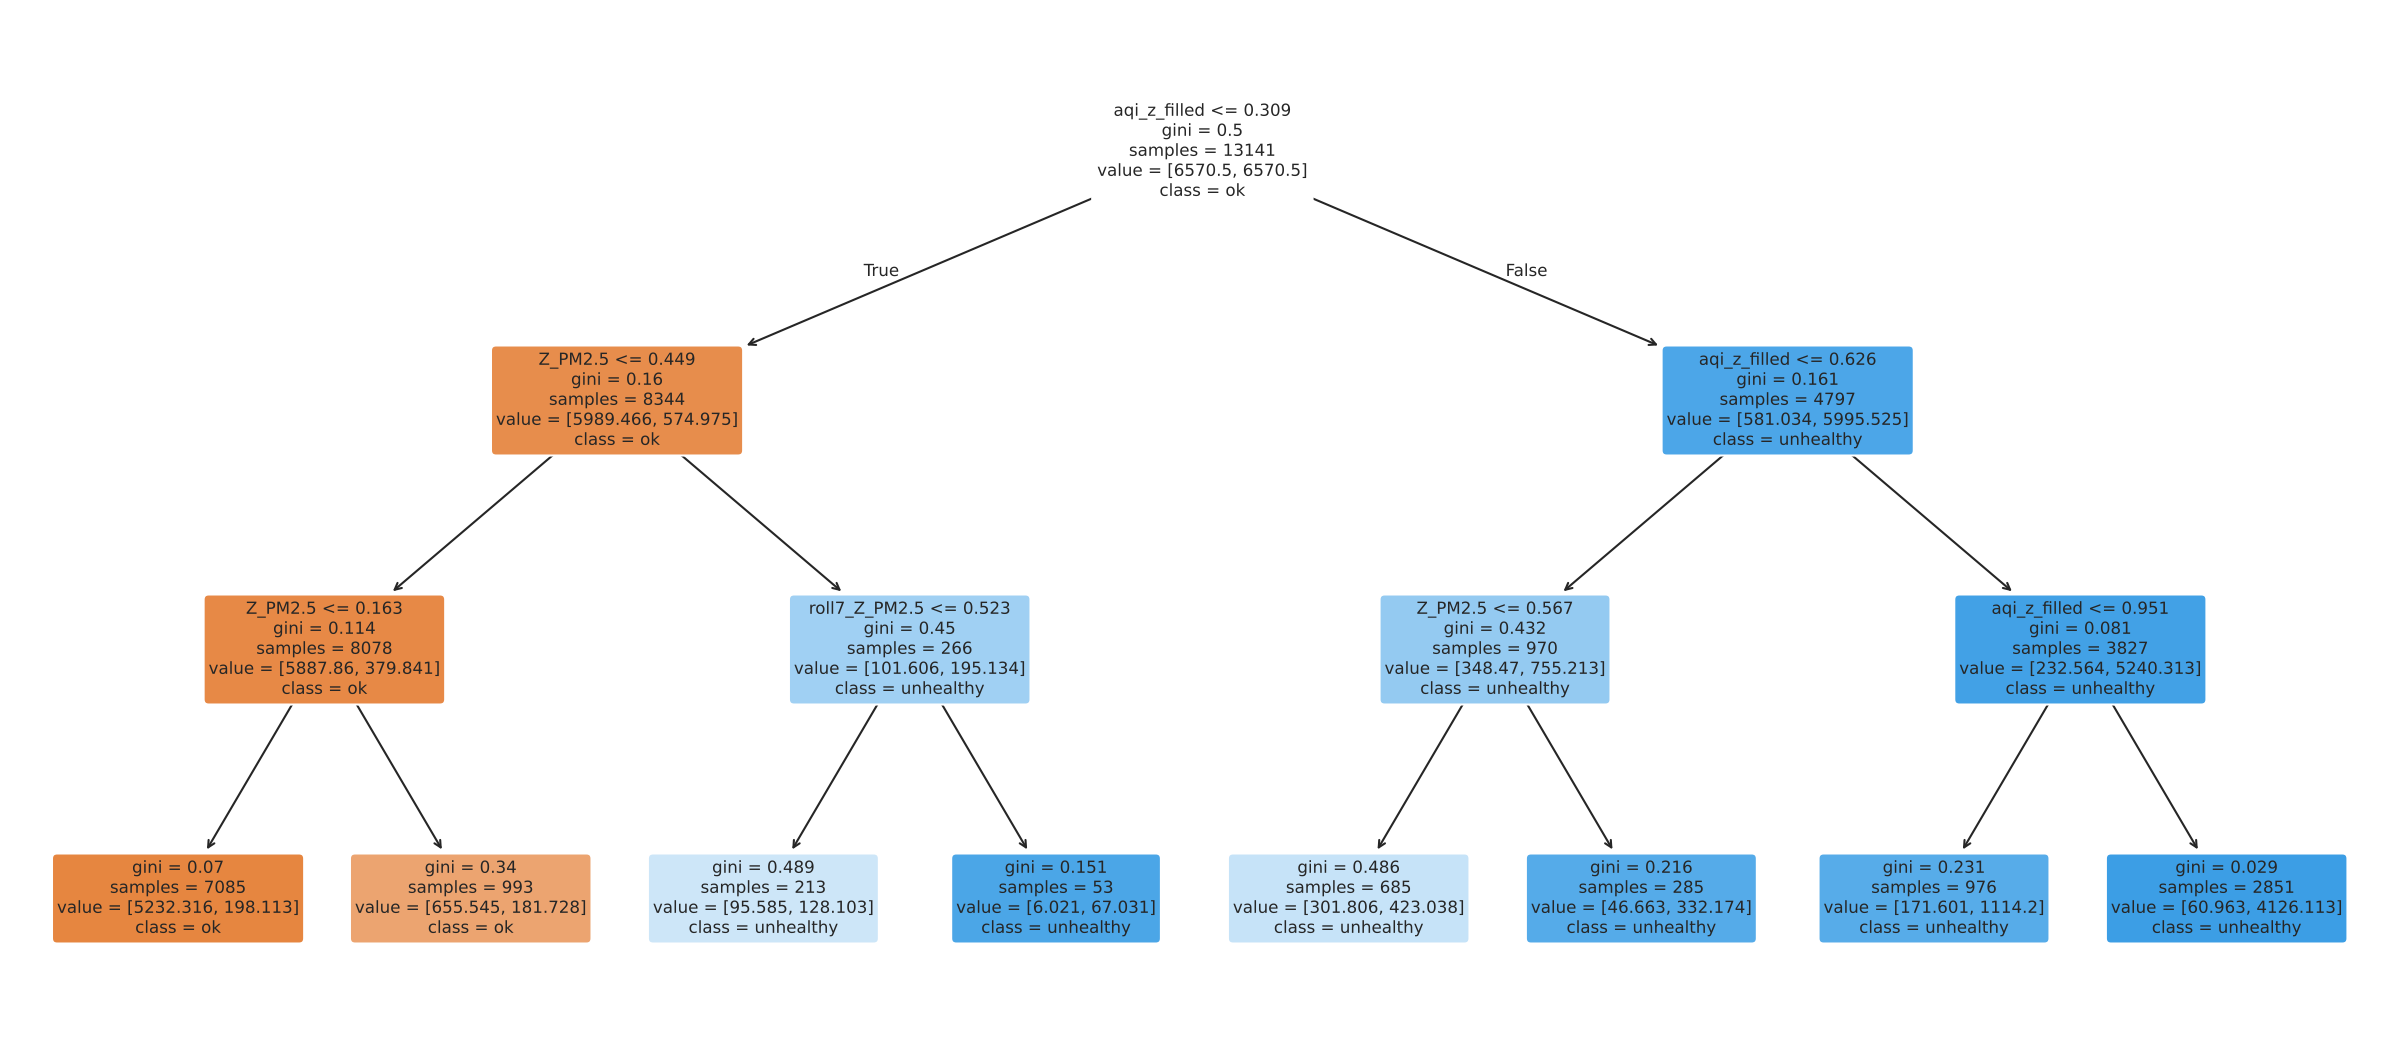 aqi_z_filled <= 0.309
gini = 0.5
samples = 13141
value = [6570.5, 6570.5]
class = ok
True
False
Z_PM2.5 <= 0.449
gini = 0.16
samples = 8344
value = [5989.466, 574.975]
class = ok
aqi_z_filled <= 0.626
gini = 0.161
samples = 4797
value = [581.034, 5995.525]
class = unhealthy
Z_PM2.5 <= 0.163
gini = 0.114
samples = 8078
value = [5887.86, 379.841]
class = ok
roll7_Z_PM2.5 <= 0.523
gini = 0.45
samples = 266
value = [101.606, 195.134]
class = unhealthy
Z_PM2.5 <= 0.567
gini = 0.432
samples = 970
value = [348.47, 755.213]
class = unhealthy
aqi_z_filled <= 0.951
gini = 0.081
samples = 3827
value = [232.564, 5240.313]
class = unhealthy
gini = 0.07
samples = 7085
value = [5232.316, 198.113]
class = ok
gini = 0.34
samples = 993
value = [655.545, 181.728]
class = ok
gini = 0.489
samples = 213
value = [95.585, 128.103]
class = unhealthy
gini = 0.151
samples = 53
value = [6.021, 67.031]
class = unhealthy
gini = 0.486
samples = 685
value = [301.806, 423.038]
class = unhealthy
gini = 0.216
samples = 285
value = [46.663, 332.174]
class = unhealthy
gini = 0.231
samples = 976
value = [171.601, 1114.2]
class = unhealthy
gini = 0.029
samples = 2851
value = [60.963, 4126.113]
class = unhealthy